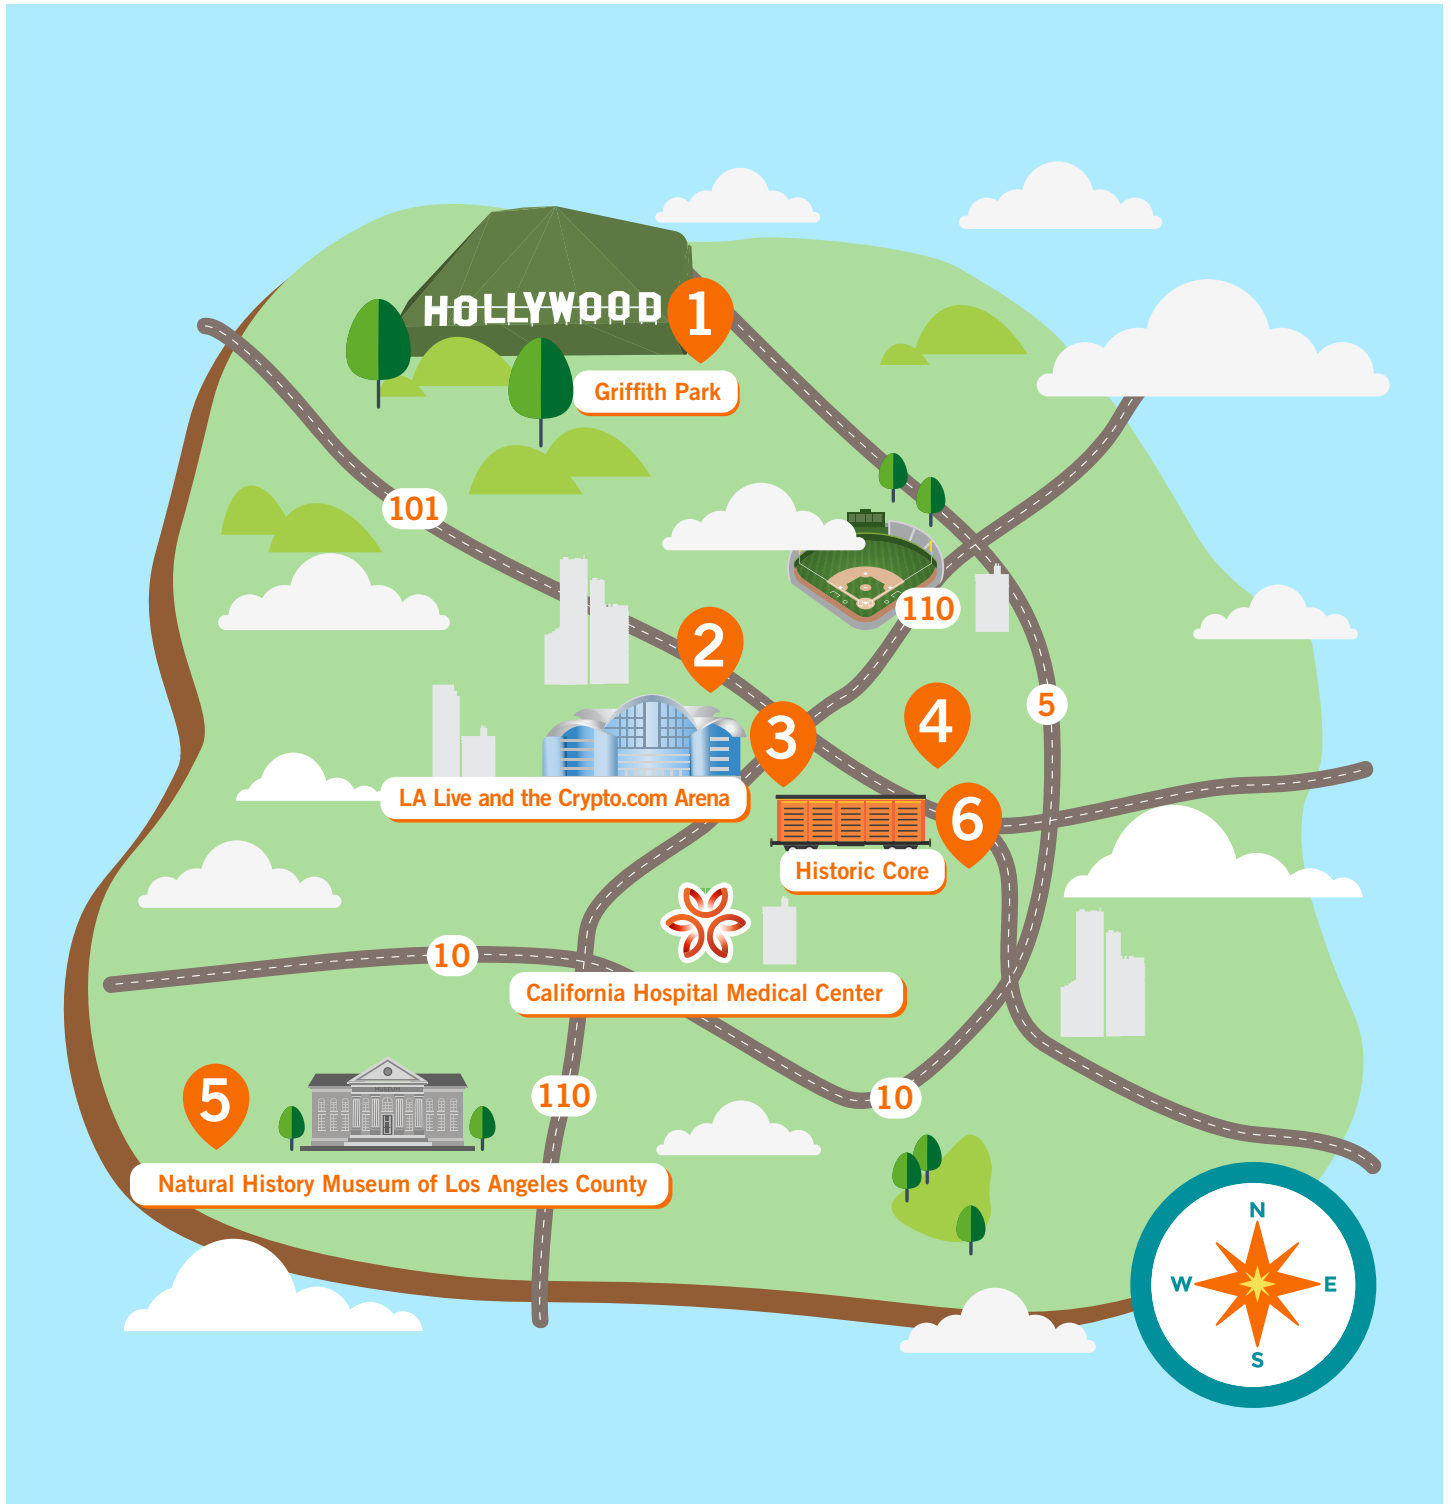 HOLLYWOOD
1
Griffith Park
101
110
2
5
4
3
LA Live and the Crypto.com Arena
6
Historic Core
10
California Hospital Medical Center
5
MUSEUM
110
10
Natural History Museum of Los Angeles County
N
W
E
S